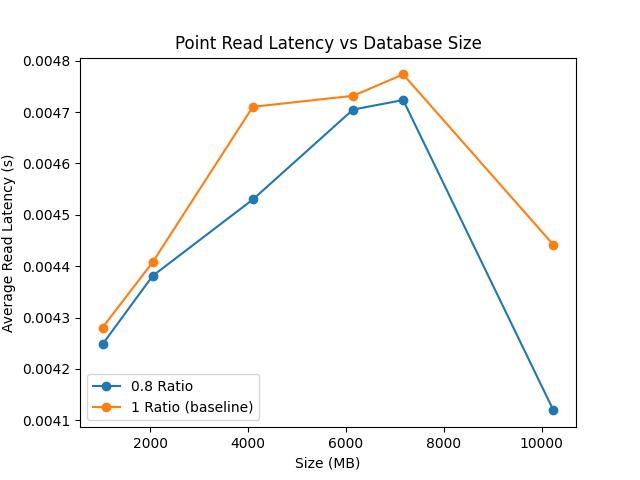 Point Read Latency vs Database Size
Average Read Latency (s)
0.0048
0.0047
0.0046
0.0045
0.0044
0.0043
0.0042
0.0041
0.8 Ratio
1 Ratio (baseline)
2000 4000 6000 8000 10000
Size (MB)